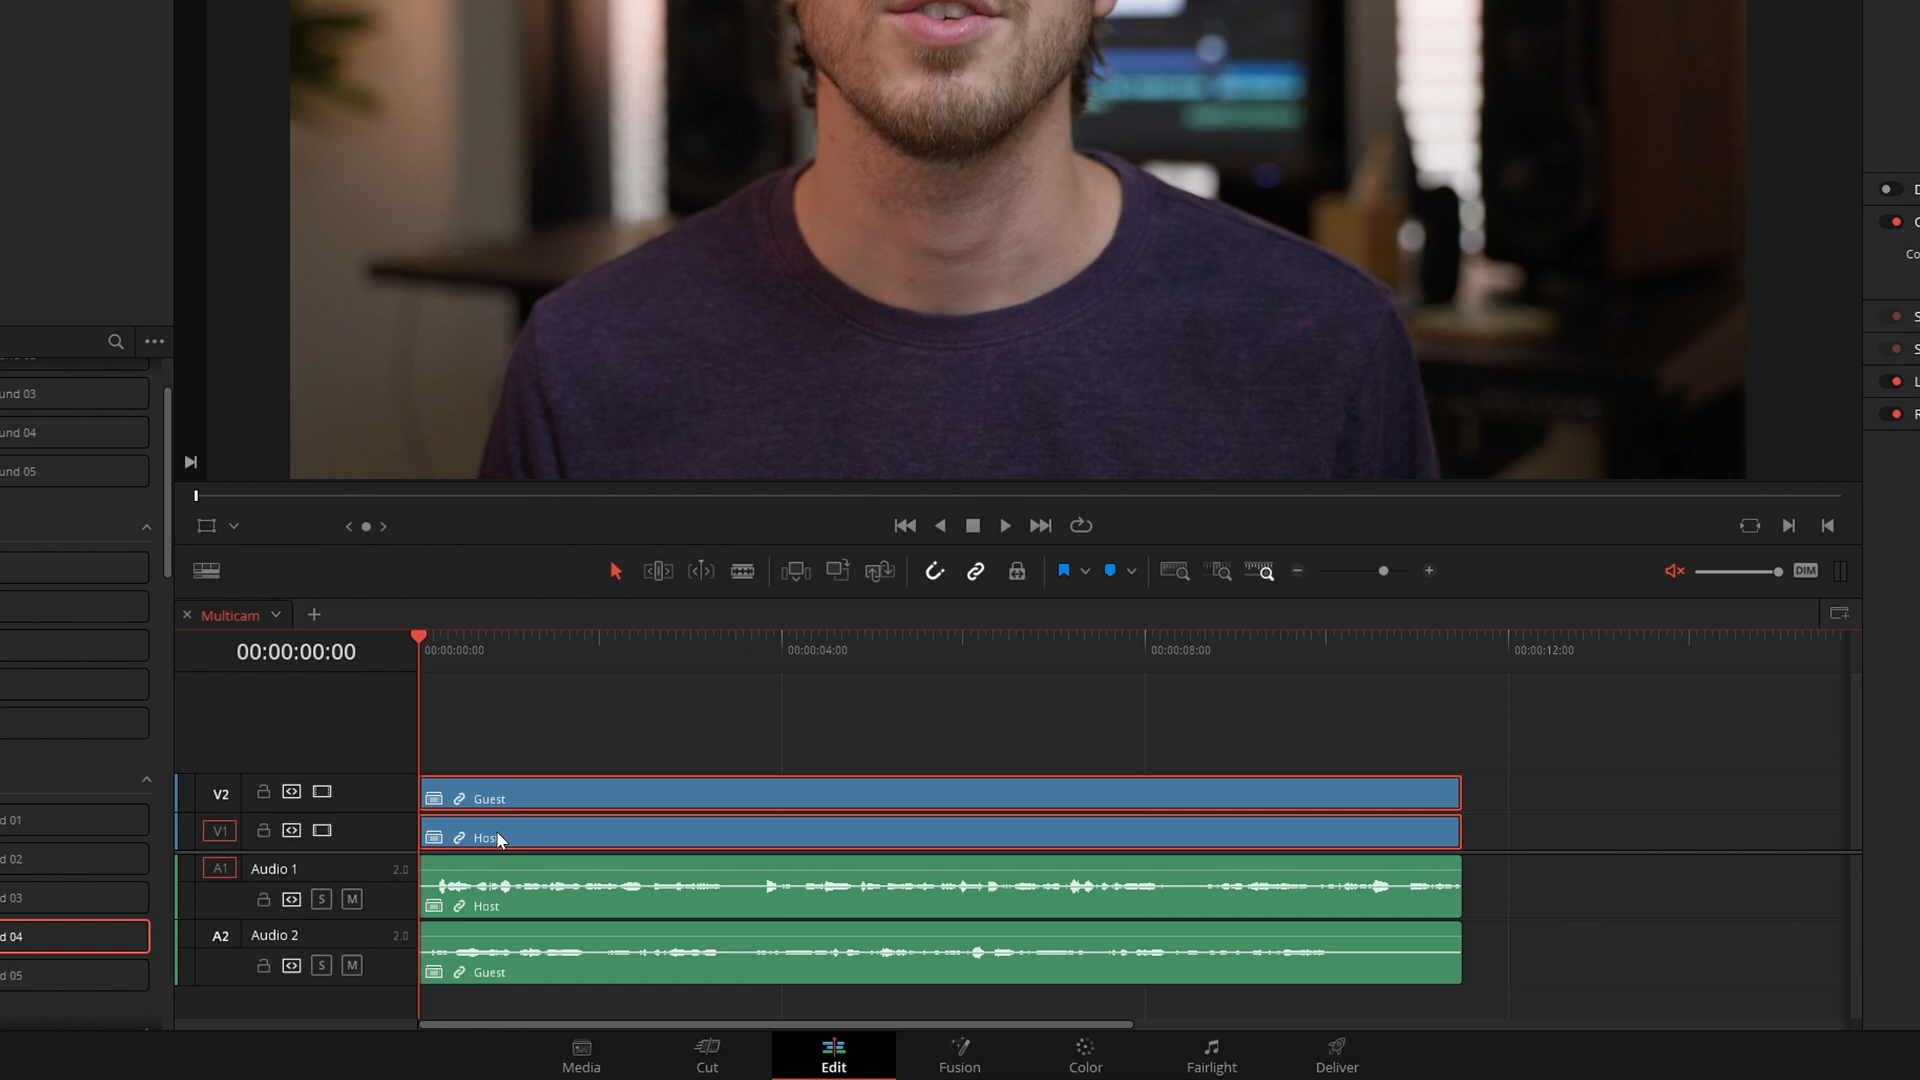 und 03
und 04
und 05
d 01
d 02
d 03
d 04
d 05
DIM
Multicam
00:00:00:00
00:00:00:00
00:00:04:00
00:00:08:00
00:00:12:00
V2
Guest
V1
Host
A1
Audio 1
2.0
S
M
Host
A2
Audio 2
2.0
S
M
Guest
Co
Media
Cut
Edit
Fusion
Color
Fairlight
Deliver